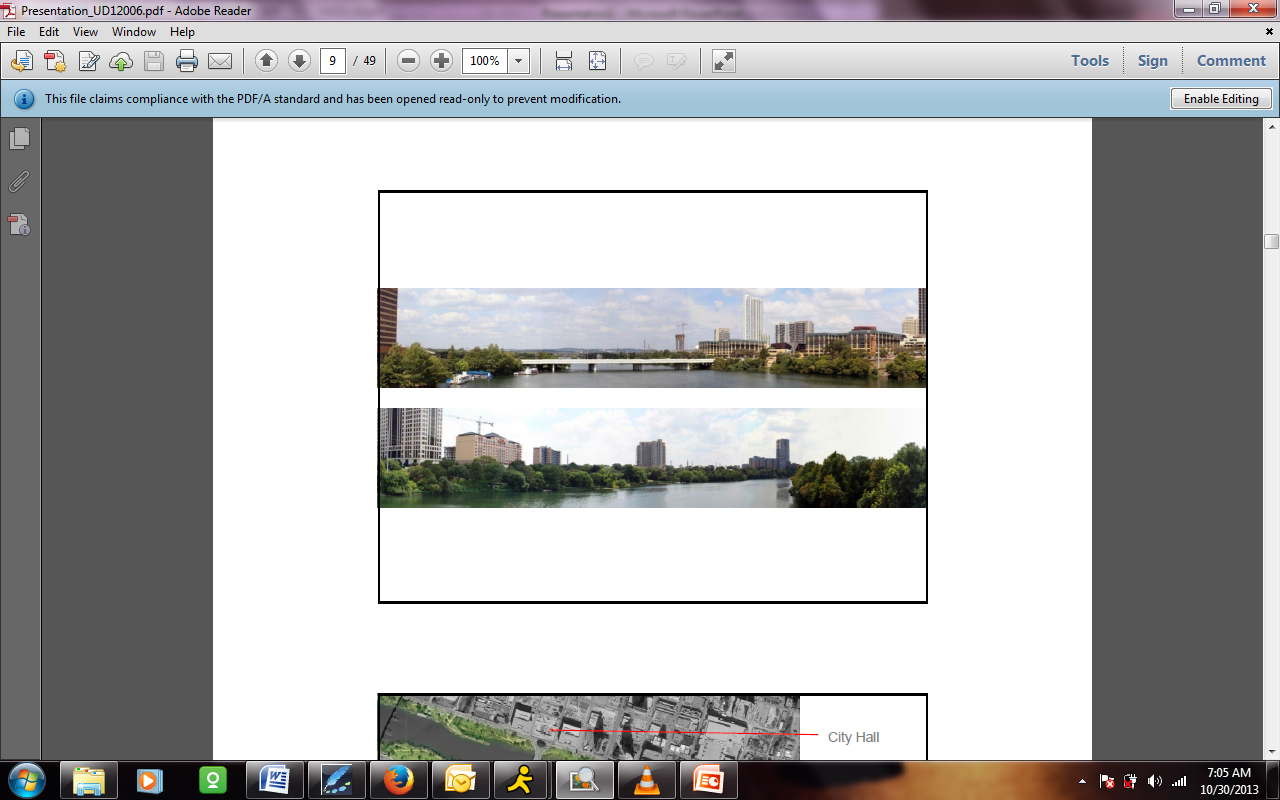 Presentation_UD12006.pdf - Adobe Reader
File Edit View Window Help
9 / 49 100% Tools Sign Comment
This file claims compliance with the PDF/A standard and has been opened read-only to prevent modification. Enable Editing
City Hall
7:05 AM
10/30/2013